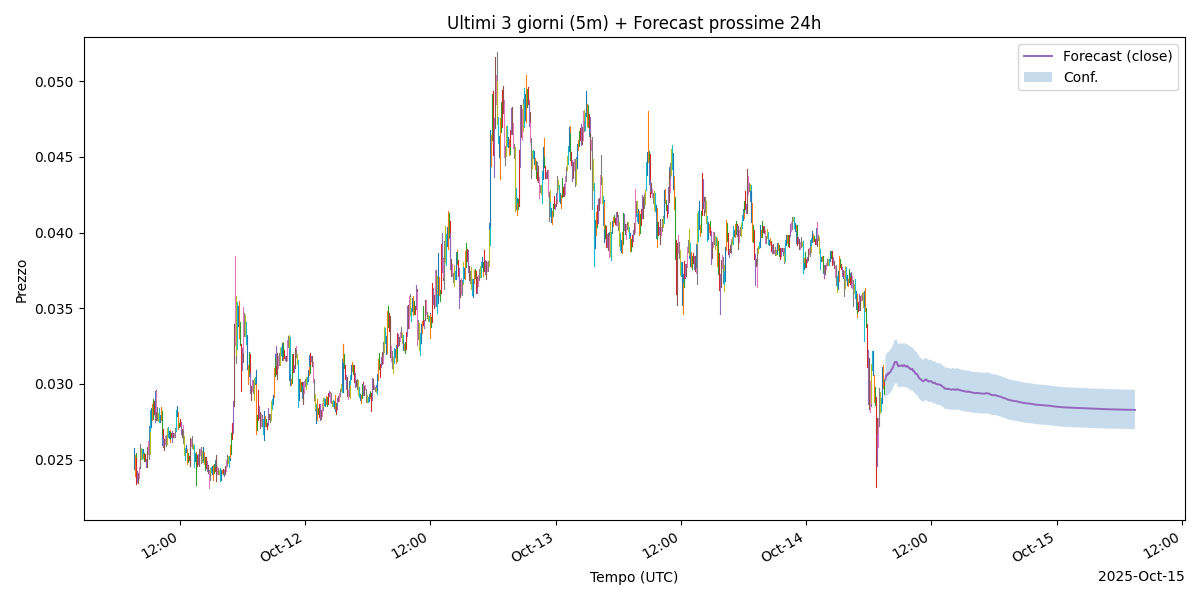 Ultimi 3 giorni (5m) + Forecast prossime 24h
Forecast (close)
Conf.
0.050
0.045
0.040
0.035
0.030
0.025
Prezzo
12:00
Oct-12
12:00
Oct-13
12:00
Oct-14
12:00
Oct-15
12:00
Tempo (UTC)
2025-Oct-15